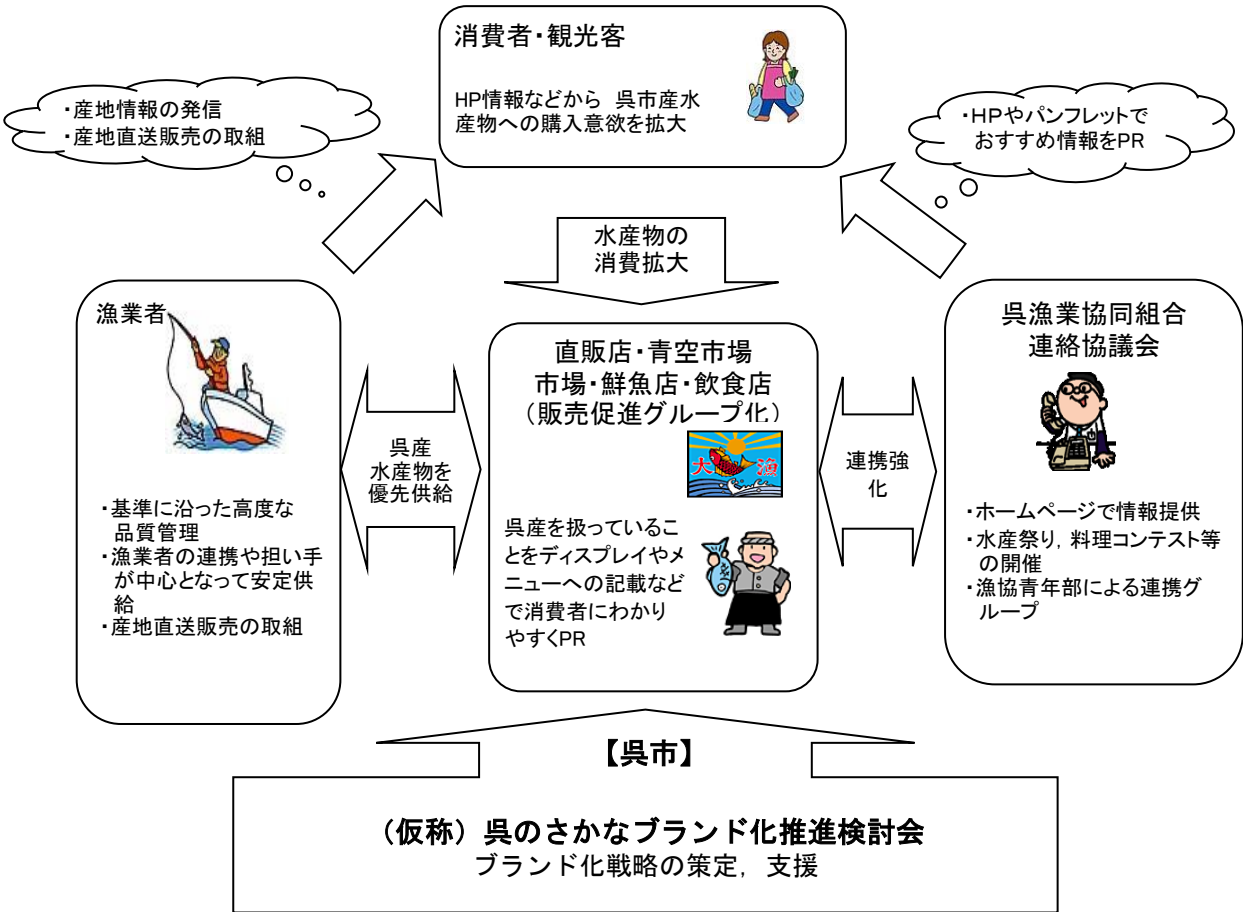 消費者・観光客
HP情報などから　呉市産水
産物への購入意欲を拡大
・産地情報の発信
・産地直送販売の取組
・HPやパンフレットで
おすすめ情報をPR
水産物の
消費拡大
漁業者
・基準に沿った高度な
品質管理
・漁業者の連携や担い手
が中心となって安定供
給
・産地直送販売の取組
呉産
水産物を
優先供給
直販店・青空市場
市場・鮮魚店・飲食店
（販売促進グループ化）
大漁
呉産を扱っているこ
とをディスプレイやメ
ニューへの記載など
で消費者にわかり
やすくPR
連携強
化
呉漁業協同組合
連絡協議会
・ホームページで情報提供
・水産祭り，料理コンテスト等
の開催
・漁協青年部による連携グ
ループ
【呉市】
（仮称）呉のさかなブランド化推進検討会
ブランド化戦略の策定，支援